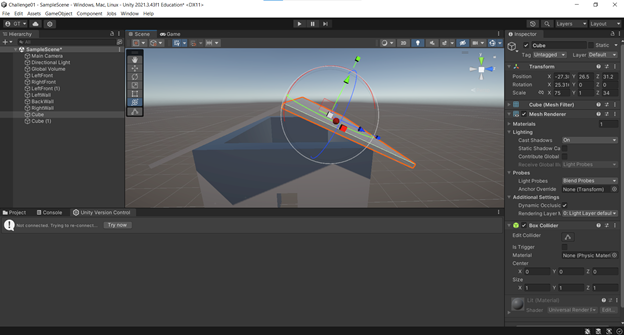 Challenge01 - SampleScene - Windows, Mac, Linux - Unity 2021.3.43f1 Education* <DX11>
File Edit Assets GameObject Component Jobs Window Help
GT
Layers
Layout
Hierarchy
All
SampleScene*
Main Camera
Directional Light
Global Volume
LeftFront
RightFront
LeftFront (1)
LeftWall
BackWall
RightWall
Cube
Cube (1)
Scene Game
2D
Project Console Unity Version Control
Not connected. Trying to re-connect... Try now
Inspector
Cube Static
Tag Untagged Layer Default
Transform
Position X -27.3 Y 26.5 Z 31.2
Rotation X 25.31 Y 0 Z 0
Scale X 75 Y 1 Z 34
Cube (Mesh Filter)
Mesh Renderer
Materials 1
Lighting
Cast Shadows On
Static Shadow Ca
Contribute Global
Receive Global Light Probes
Probes
Light Probes Blend Probes
Anchor Override None (Transform)
Additional Settings
Dynamic Occlusi
Rendering Layer M 0: Light Layer defaul
Box Collider
Edit Collider
Is Trigger
Material None (Physic Materi
Center
X 0 Y 0 Z 0
Size
X 1 Y 1 Z 1
Lit (Material)
Shader Universal Render Edit...